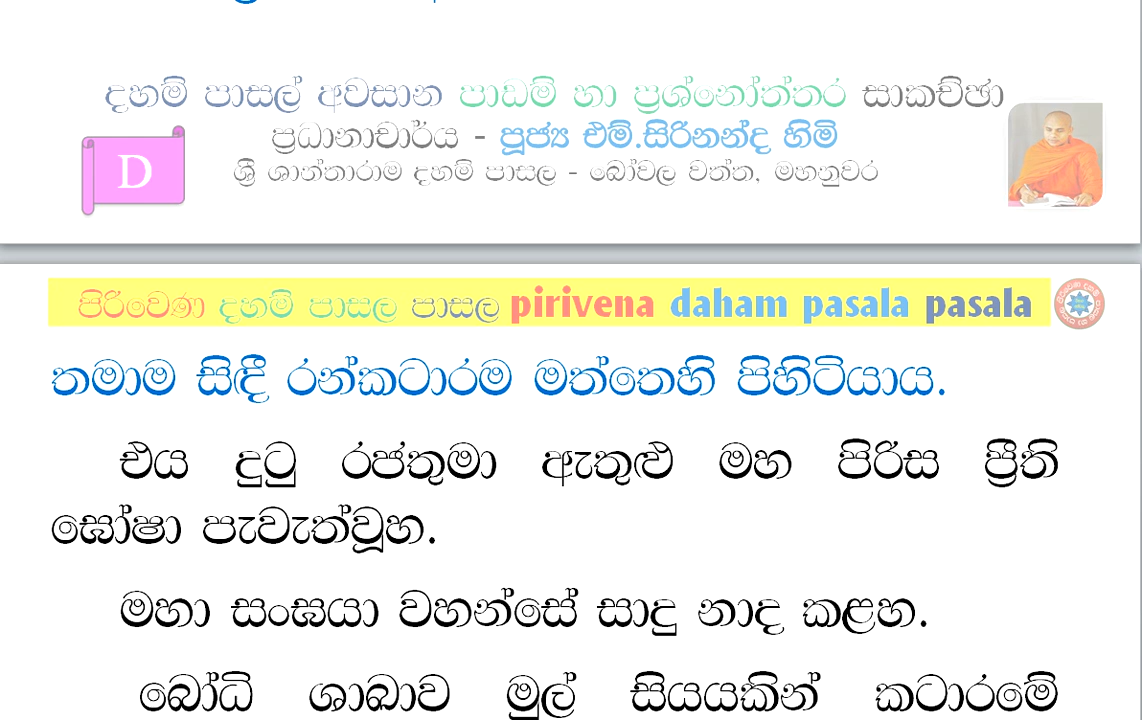 දහම් පාසල් අවසාන පාඩම් හා ප්‍රශ්නෝත්තර සාකච්ඡා
ප්‍රධානාචාර්ය - පූජ්‍ය එම්.සිරිනන්ද හිමි
D
ශ්‍රී ශාන්තාරාම දහම් පාසල - බෝවල වත්ත, මහනුවර
පිරිංවෙණ දහම් පාසල පාසල pirivena daham pasala pasala
තමාම සිඳී රන්කටාරම මත්තෙහි පිහිටියාය.
එය දුටු රජතුමා ඇතුළු මහ පිරිස ප්‍රීති
ඝෝෂා පැවැත්වූහ.
මහා සංඝයා වහන්සේ සාදු නාද කළහ.
බෝධි ශාඛාව මුල් සියයකින් කටාරමේ